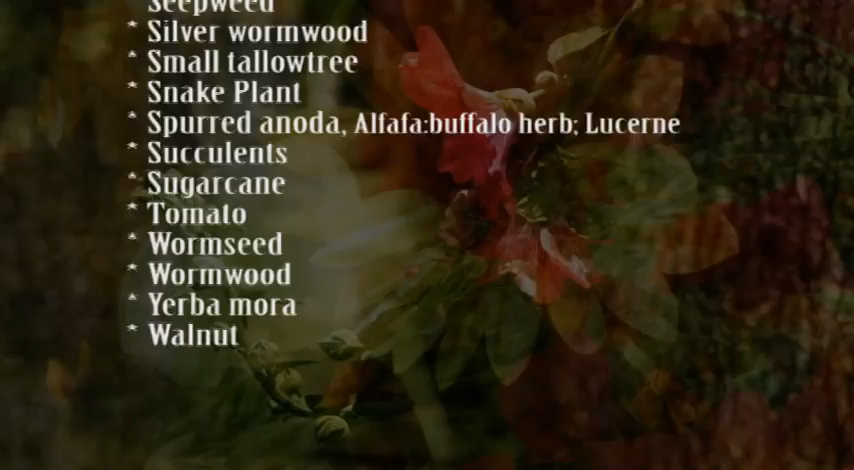 Seepweed
* Silver wormwood
* Small tallowtree
* Snake Plant
* Spurred anoda, Alfafa:buffalo herb; Lucerne
* Succulents
* Sugarcane
* Tomato
* Wormseed
* Wormwood
* Yerba mora
* Walnut